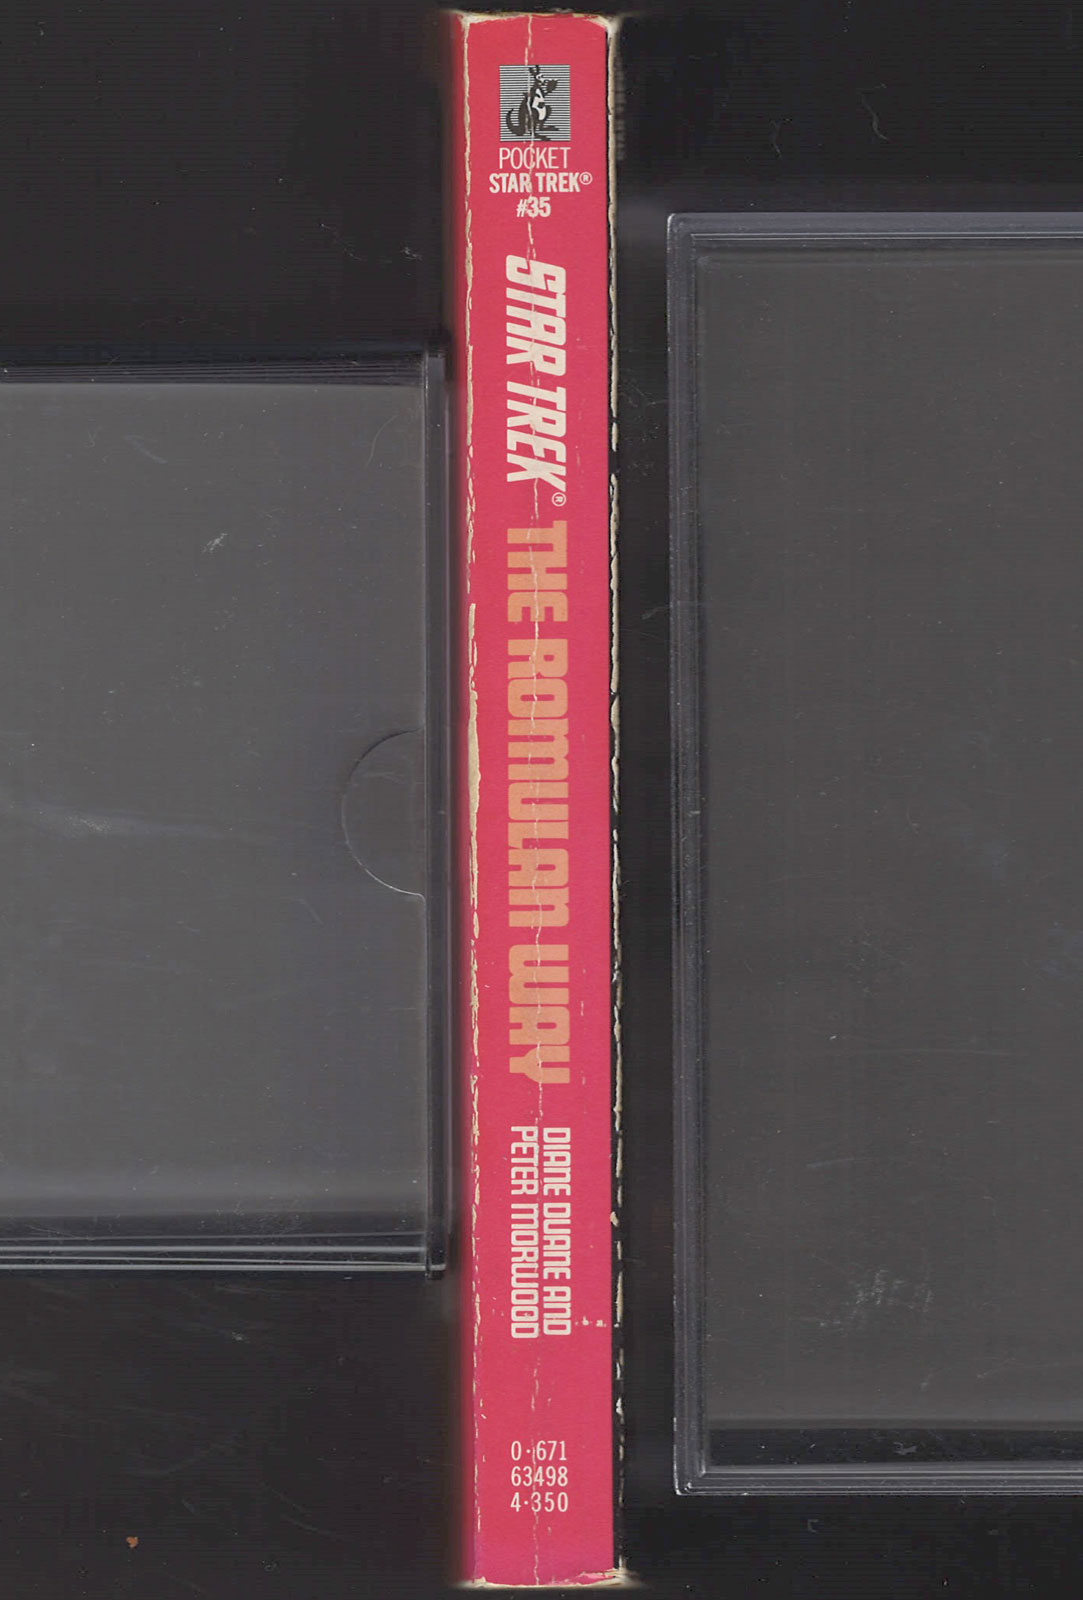 POCKET
STAR TREK®
#35
STAR TREK® THE ROMULAN WAY
DIANE DUANE AND
PETER MORWOOD
0·671
63498
4·350